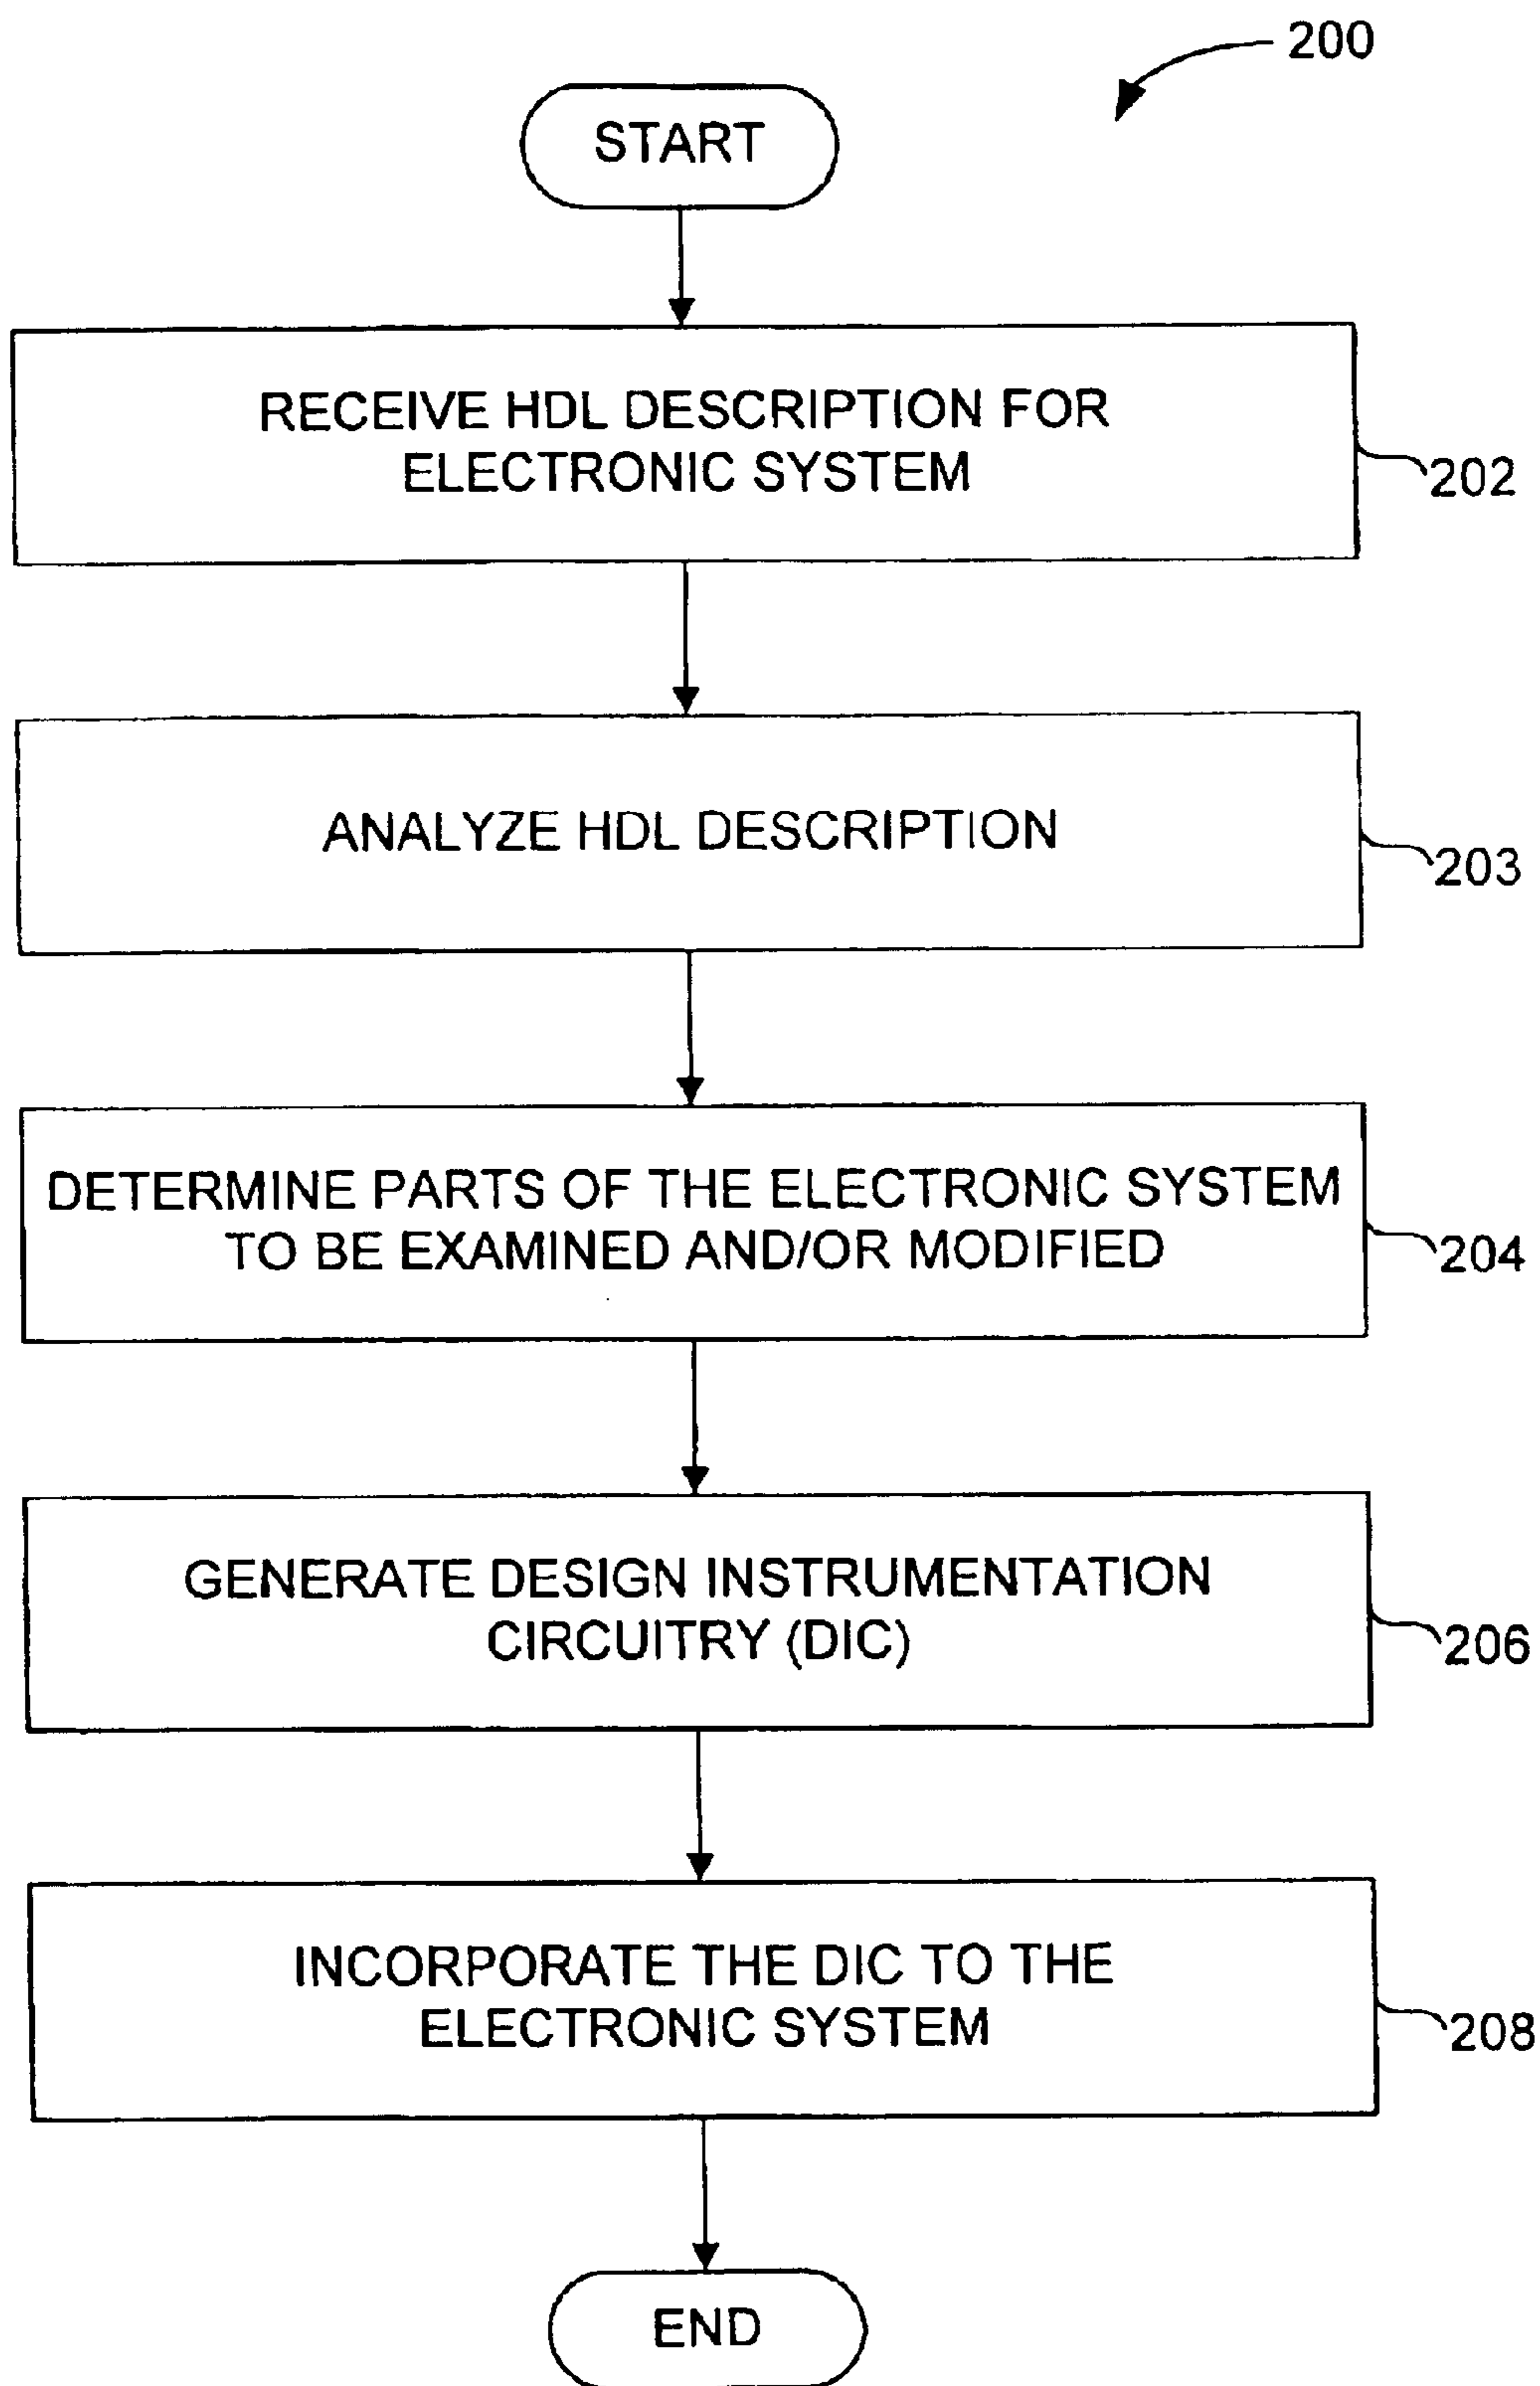 200
START
RECEIVE HDL DESCRIPTION FOR
ELECTRONIC SYSTEM
202
ANALYZE HDL DESCRIPTION
203
DETERMINE PARTS OF THE ELECTRONIC SYSTEM
TO BE EXAMINED AND/OR MODIFIED
204
GENERATE DESIGN INSTRUMENTATION
CIRCUITRY (DIC)
206
INCORPORATE THE DIC TO THE
ELECTRONIC SYSTEM
208
END